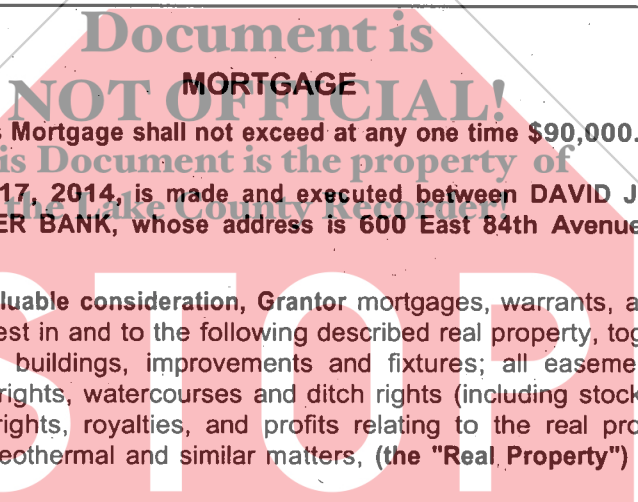 Document is
MORTGAGE
NOT OFFICIAL!
s Mortgage shall not exceed at any one time $90,000.
is Document is the property of
17, 2014, is made and executed between DAVID J
the Lake County Recorder!
ER BANK, whose address is 600 East 84th Avenue
STOP
luable consideration, Grantor mortgages, warrants, a
est in and to the following described real property, tog
buildings, improvements and fixtures; all easeme
rights, watercourses and ditch rights (including stock
rights, royalties, and profits relating to the real pro
eothermal and similar matters, (the "Real Property")